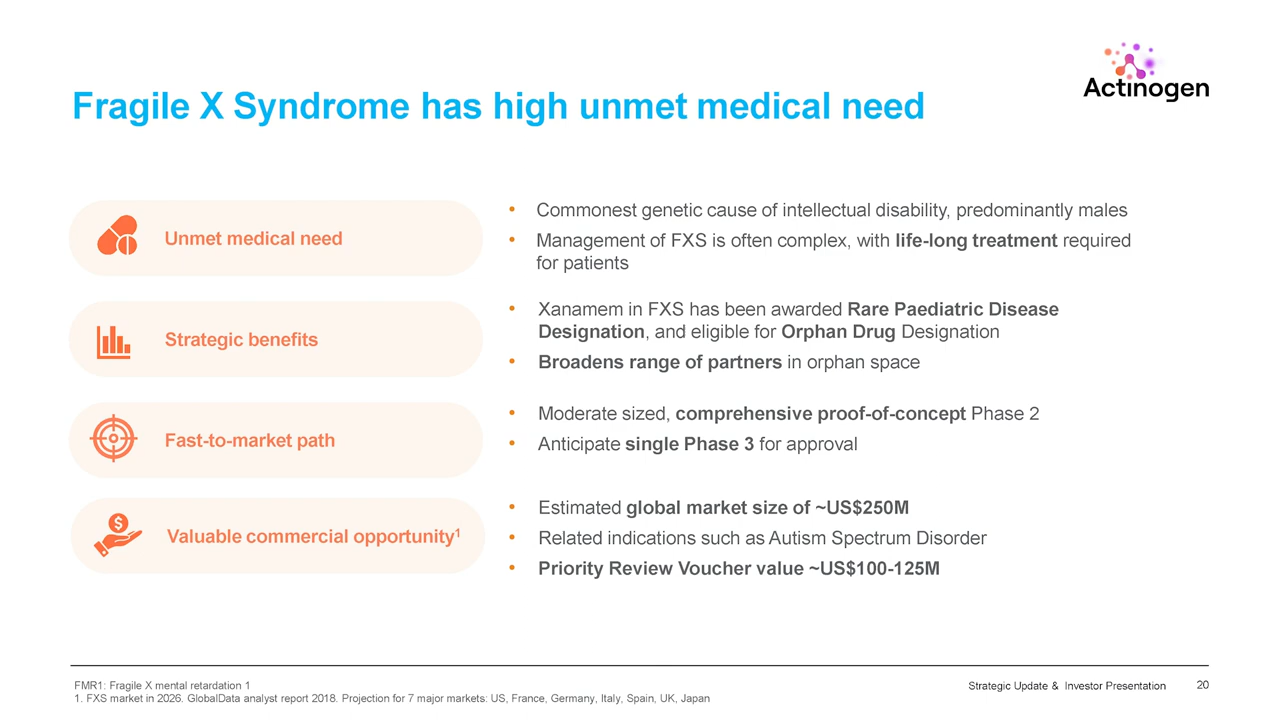 Actinogen
Fragile X Syndrome has high unmet medical need
Unmet medical need
• Commonest genetic cause of intellectual disability, predominantly males
• Management of FXS is often complex, with life-long treatment required
for patients
Strategic benefits
• Xanamem in FXS has been awarded Rare Paediatric Disease
Designation, and eligible for Orphan Drug Designation
• Broadens range of partners in orphan space
Fast-to-market path
• Moderate sized, comprehensive proof-of-concept Phase 2
• Anticipate single Phase 3 for approval
Valuable commercial opportunity¹
• Estimated global market size of ~US$250M
• Related indications such as Autism Spectrum Disorder
• Priority Review Voucher value ~US$100-125M
FMR1: Fragile X mental retardation 1
1. FXS market in 2026. GlobalData analyst report 2018. Projection for 7 major markets: US, France, Germany, Italy, Spain, UK, Japan
Strategic Update & Investor Presentation 20